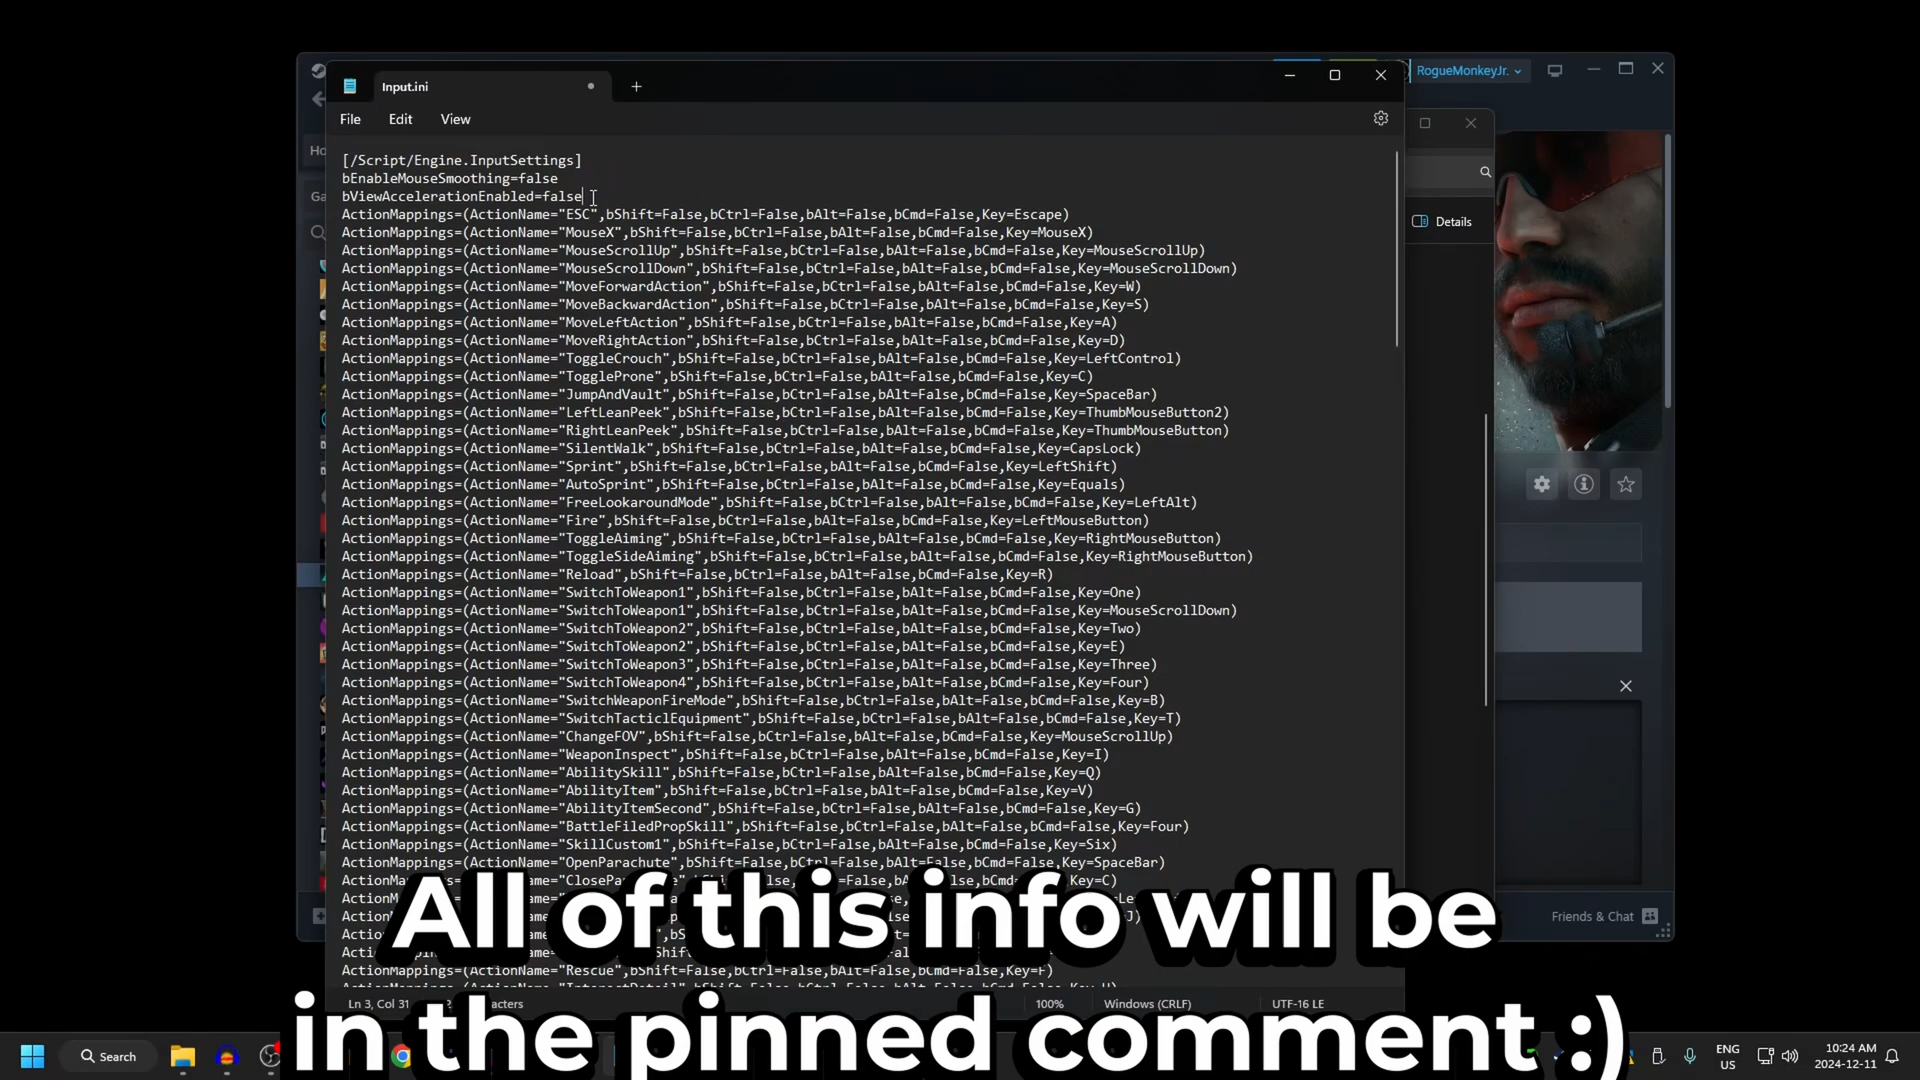 RogueMonkeyJr.
Input.ini
File Edit View
Ho
Ga
Details
[/Script/Engine.InputSettings]
bEnableMouseSmoothing=false
bViewAccelerationEnabled=false
ActionMappings=(ActionName="ESC",bShift=False,bCtrl=False,bAlt=False,bCmd=False,Key=Escape)
ActionMappings=(ActionName="MouseX",bShift=False,bCtrl=False,bAlt=False,bCmd=False,Key=MouseX)
ActionMappings=(ActionName="MouseScrollUp",bShift=False,bCtrl=False,bAlt=False,bCmd=False,Key=MouseScrollUp)
ActionMappings=(ActionName="MouseScrollDown",bShift=False,bCtrl=False,bAlt=False,bCmd=False,Key=MouseScrollDown)
ActionMappings=(ActionName="MoveForwardAction",bShift=False,bCtrl=False,bAlt=False,bCmd=False,Key=W)
ActionMappings=(ActionName="MoveBackwardAction",bShift=False,bCtrl=False,bAlt=False,bCmd=False,Key=S)
ActionMappings=(ActionName="MoveLeftAction",bShift=False,bCtrl=False,bAlt=False,bCmd=False,Key=A)
ActionMappings=(ActionName="MoveRightAction",bShift=False,bCtrl=False,bAlt=False,bCmd=False,Key=D)
ActionMappings=(ActionName="ToggleCrouch",bShift=False,bCtrl=False,bAlt=False,bCmd=False,Key=LeftControl)
ActionMappings=(ActionName="ToggleProne",bShift=False,bCtrl=False,bAlt=False,bCmd=False,Key=C)
ActionMappings=(ActionName="JumpAndVault",bShift=False,bCtrl=False,bAlt=False,bCmd=False,Key=SpaceBar)
ActionMappings=(ActionName="LeftLeanPeek",bShift=False,bCtrl=False,bAlt=False,bCmd=False,Key=ThumbMouseButton2)
ActionMappings=(ActionName="RightLeanPeek",bShift=False,bCtrl=False,bAlt=False,bCmd=False,Key=ThumbMouseButton)
ActionMappings=(ActionName="SilentWalk",bShift=False,bCtrl=False,bAlt=False,bCmd=False,Key=CapsLock)
ActionMappings=(ActionName="Sprint",bShift=False,bCtrl=False,bAlt=False,bCmd=False,Key=LeftShift)
ActionMappings=(ActionName="AutoSprint",bShift=False,bCtrl=False,bAlt=False,bCmd=False,Key=Equals)
ActionMappings=(ActionName="FreeLookaroundMode",bShift=False,bCtrl=False,bAlt=False,bCmd=False,Key=LeftAlt)
ActionMappings=(ActionName="Fire",bShift=False,bCtrl=False,bAlt=False,bCmd=False,Key=LeftMouseButton)
ActionMappings=(ActionName="ToggleAiming",bShift=False,bCtrl=False,bAlt=False,bCmd=False,Key=RightMouseButton)
ActionMappings=(ActionName="ToggleSideAiming",bShift=False,bCtrl=False,bAlt=False,bCmd=False,Key=RightMouseButton)
ActionMappings=(ActionName="Reload",bShift=False,bCtrl=False,bAlt=False,bCmd=False,Key=R)
ActionMappings=(ActionName="SwitchToWeapon1",bShift=False,bCtrl=False,bAlt=False,bCmd=False,Key=One)
ActionMappings=(ActionName="SwitchToWeapon1",bShift=False,bCtrl=False,bAlt=False,bCmd=False,Key=MouseScrollDown)
ActionMappings=(ActionName="SwitchToWeapon2",bShift=False,bCtrl=False,bAlt=False,bCmd=False,Key=Two)
ActionMappings=(ActionName="SwitchToWeapon2",bShift=False,bCtrl=False,bAlt=False,bCmd=False,Key=E)
ActionMappings=(ActionName="SwitchToWeapon3",bShift=False,bCtrl=False,bAlt=False,bCmd=False,Key=Three)
ActionMappings=(ActionName="SwitchToWeapon4",bShift=False,bCtrl=False,bAlt=False,bCmd=False,Key=Four)
ActionMappings=(ActionName="SwitchWeaponFireMode",bShift=False,bCtrl=False,bAlt=False,bCmd=False,Key=B)
ActionMappings=(ActionName="SwitchTacticlEquipment",bShift=False,bCtrl=False,bAlt=False,bCmd=False,Key=T)
ActionMappings=(ActionName="ChangeFOV",bShift=False,bCtrl=False,bAlt=False,bCmd=False,Key=MouseScrollUp)
ActionMappings=(ActionName="WeaponInspect",bShift=False,bCtrl=False,bAlt=False,bCmd=False,Key=I)
ActionMappings=(ActionName="AbilitySkill",bShift=False,bCtrl=False,bAlt=False,bCmd=False,Key=Q)
ActionMappings=(ActionName="AbilityItem",bShift=False,bCtrl=False,bAlt=False,bCmd=False,Key=V)
ActionMappings=(ActionName="AbilityItemSecond",bShift=False,bCtrl=False,bAlt=False,bCmd=False,Key=G)
ActionMappings=(ActionName="BattleFiledPropSkill",bShift=False,bCtrl=False,bAlt=False,bCmd=False,Key=Four)
ActionMappings=(ActionName="SkillCustom1",bShift=False,bCtrl=False,bAlt=False,bCmd=False,Key=Six)
ActionMappings=(ActionName="OpenParachute",bShift=False,bCtrl=False,bAlt=False,bCmd=False,Key=SpaceBar)
All of this info will be
in the pinned comment :)
Friends & Chat
Ln 3, Col 31
100% Windows (CRLF) UTF-16 LE
Search
ENG
US
10:24 AM
2024-12-11